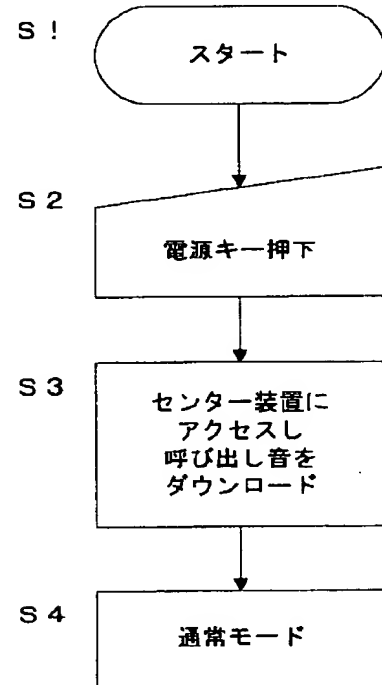 S!
スタート
S2
電源キー押下
S3
センター装置に
アクセスし
呼び出し音を
ダウンロード
S4
通常モード